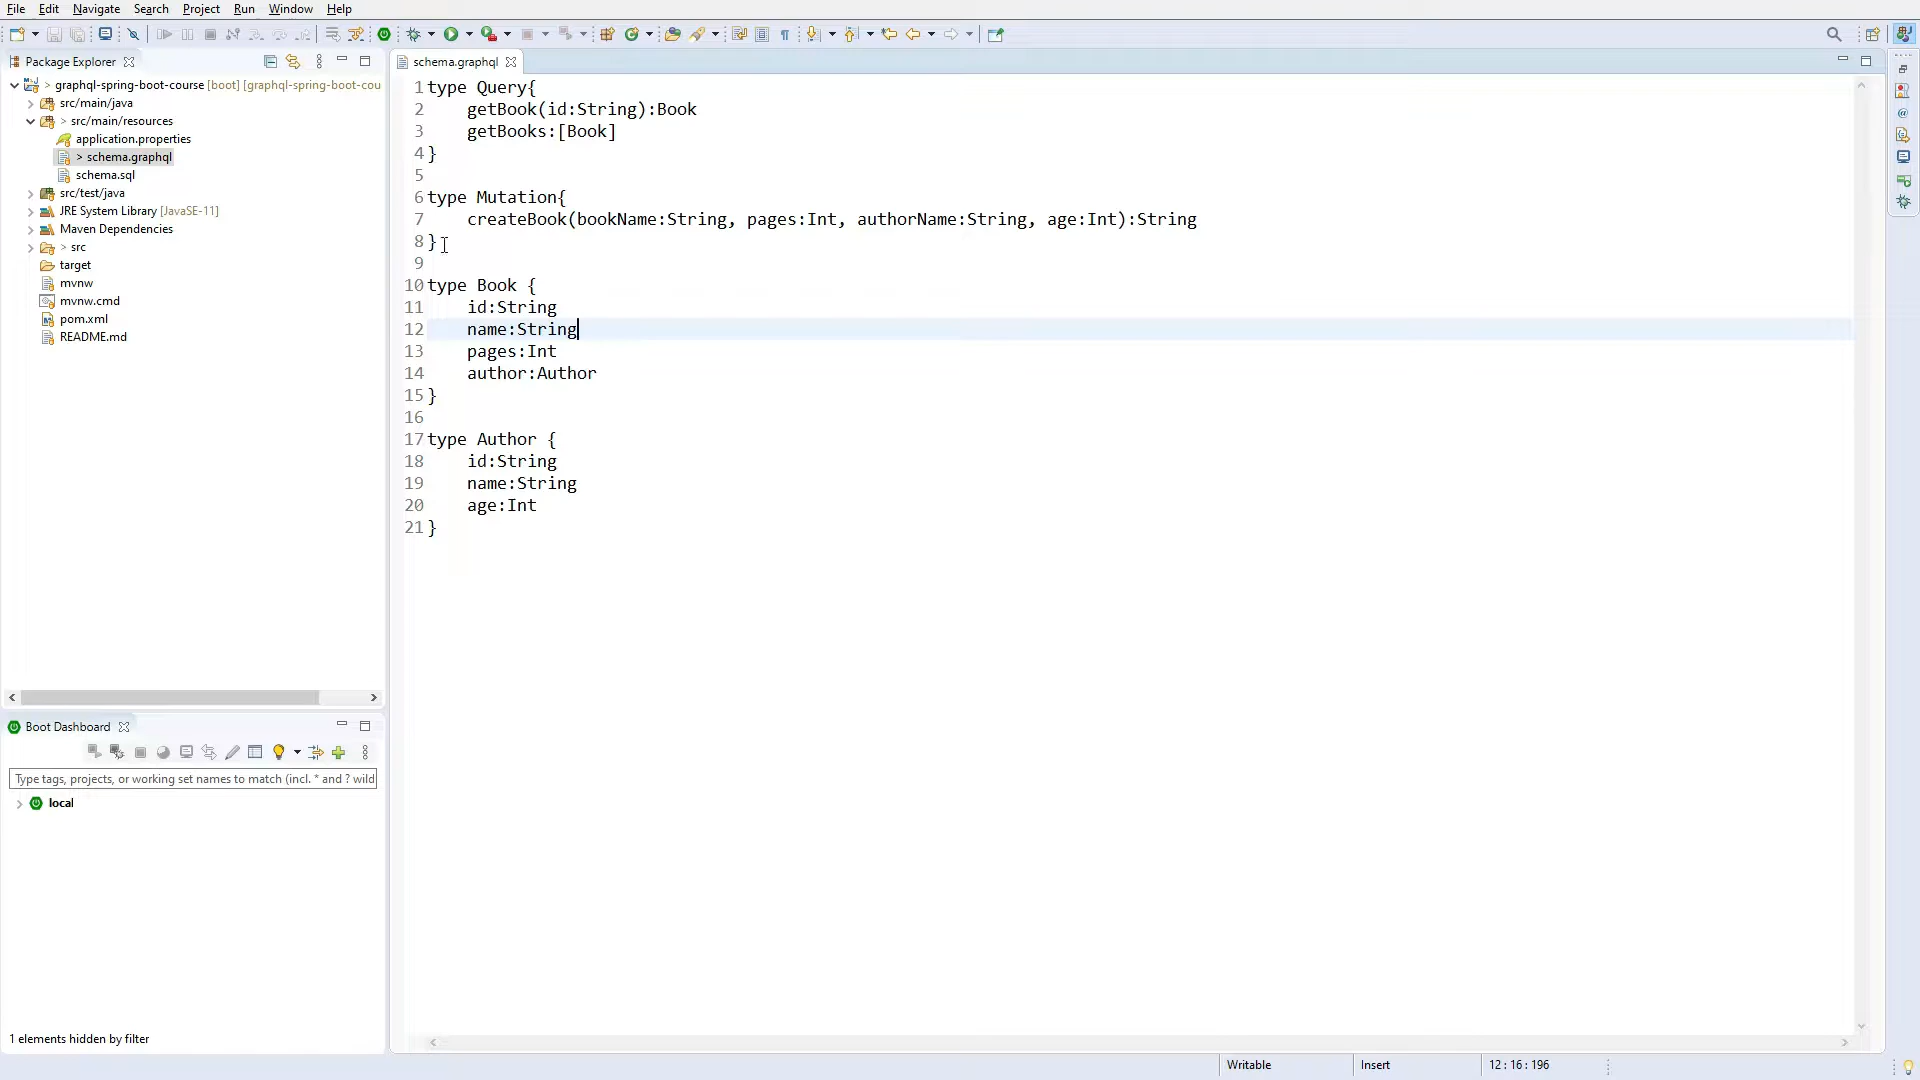 File Edit Navigate Search Project Run Window Help
Package Explorer
> graphql-spring-boot-course [boot] [graphql-spring-boot-cou
src/main/java
> src/main/resources
application.properties
> schema.graphql
schema.sql
src/test/java
JRE System Library [JavaSE-11]
Maven Dependencies
> src
target
mvnw
mvnw.cmd
pom.xml
README.md
Boot Dashboard
Type tags, projects, or working set names to match (incl. * and ? wild
local
1 elements hidden by filter
schema.graphql
1 type Query{
2 getBook(id:String):Book
3 getBooks:[Book]
4 }
5
6 type Mutation{
7 createBook(bookName:String, pages:Int, authorName:String, age:Int):String
8 }
9
10 type Book {
11 id:String
12 name:String
13 pages:Int
14 author:Author
15 }
16
17 type Author {
18 id:String
19 name:String
20 age:Int
21 }
Writable Insert 12 : 16 : 196